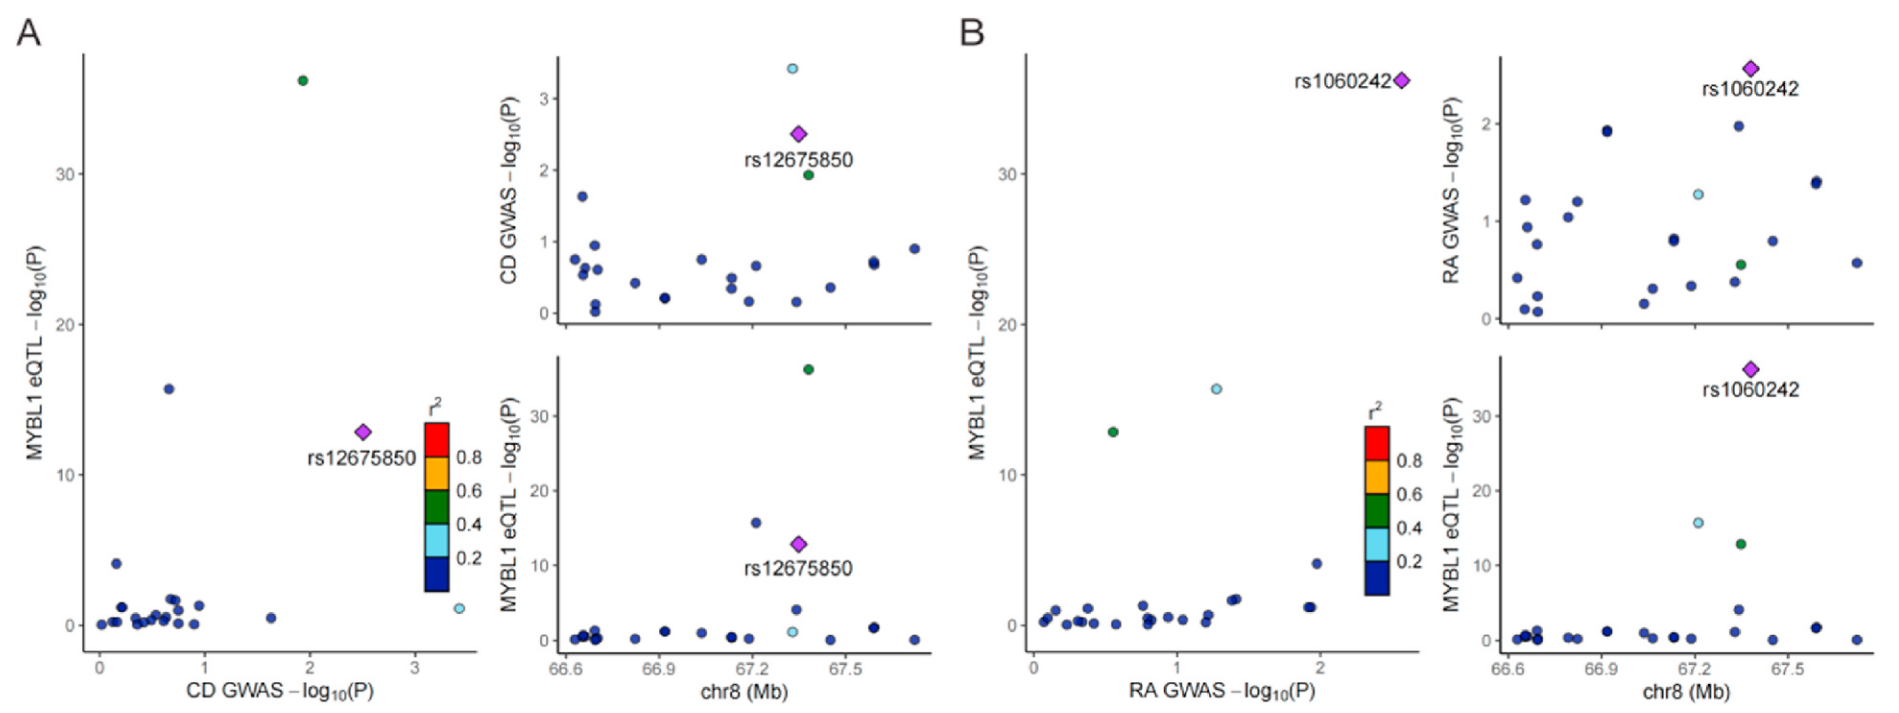 A
MYBL1 eQTL −log10(P)
30
20
10
0
0 1 2 3
CD GWAS −log10(P)
rs12675850
r2
0.8
0.6
0.4
0.2
CD GWAS −log10(P)
3
2
1
0
rs12675850
MYBL1 eQTL −log10(P)
30
20
10
0
rs12675850
66.6 66.9 67.2 67.5
chr8 (Mb)
B
MYBL1 eQTL −log10(P)
30
20
10
0
0 1 2
RA GWAS −log10(P)
rs1060242
r2
0.8
0.6
0.4
0.2
RA GWAS −log10(P)
2
1
0
rs1060242
MYBL1 eQTL −log10(P)
30
20
10
0
rs1060242
66.6 66.9 67.2 67.5
chr8 (Mb)